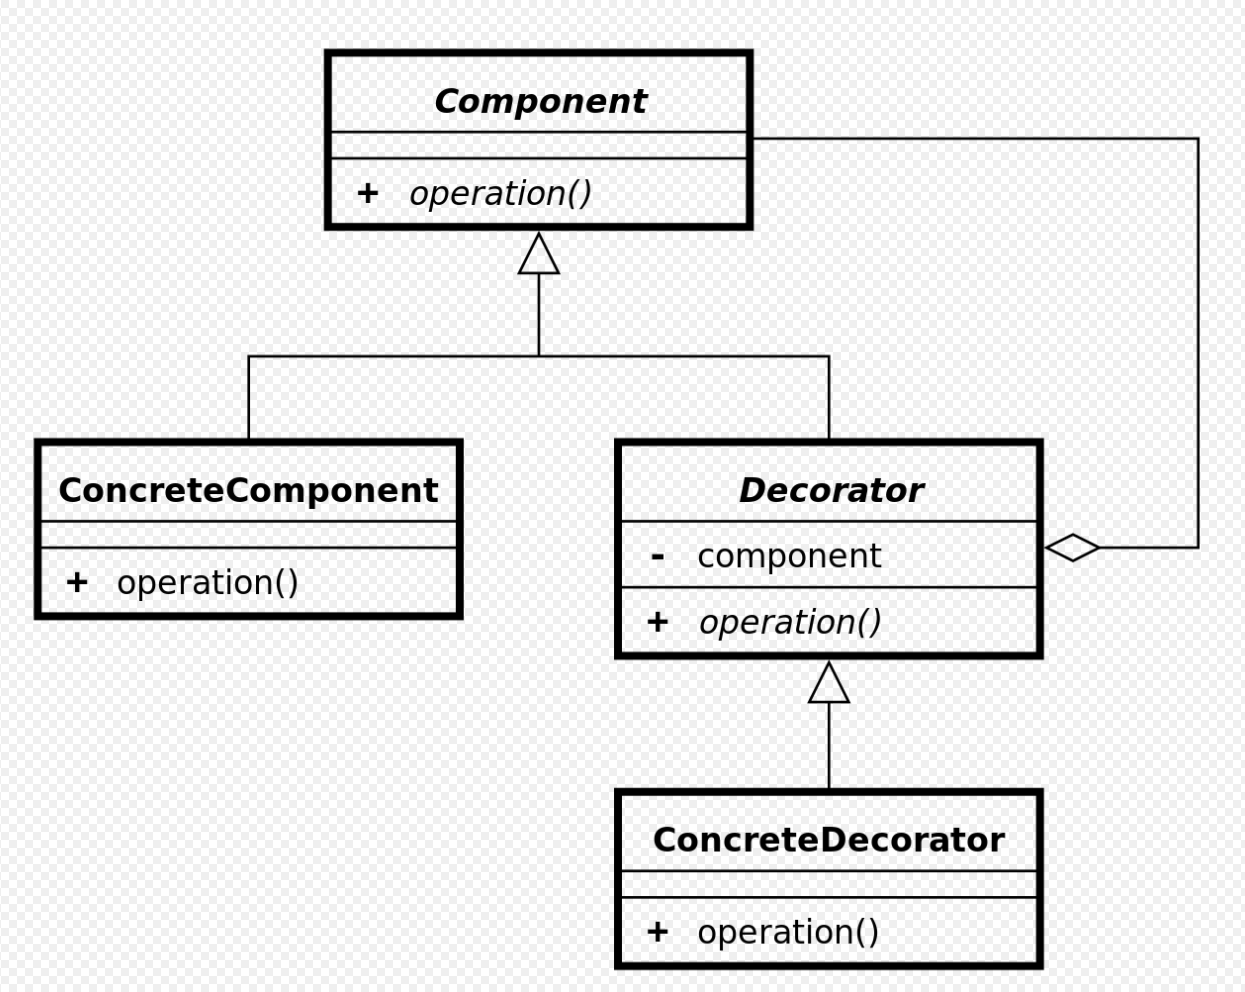 Component
+ operation()
ConcreteComponent
+ operation()
Decorator
- component
+ operation()
ConcreteDecorator
+ operation()